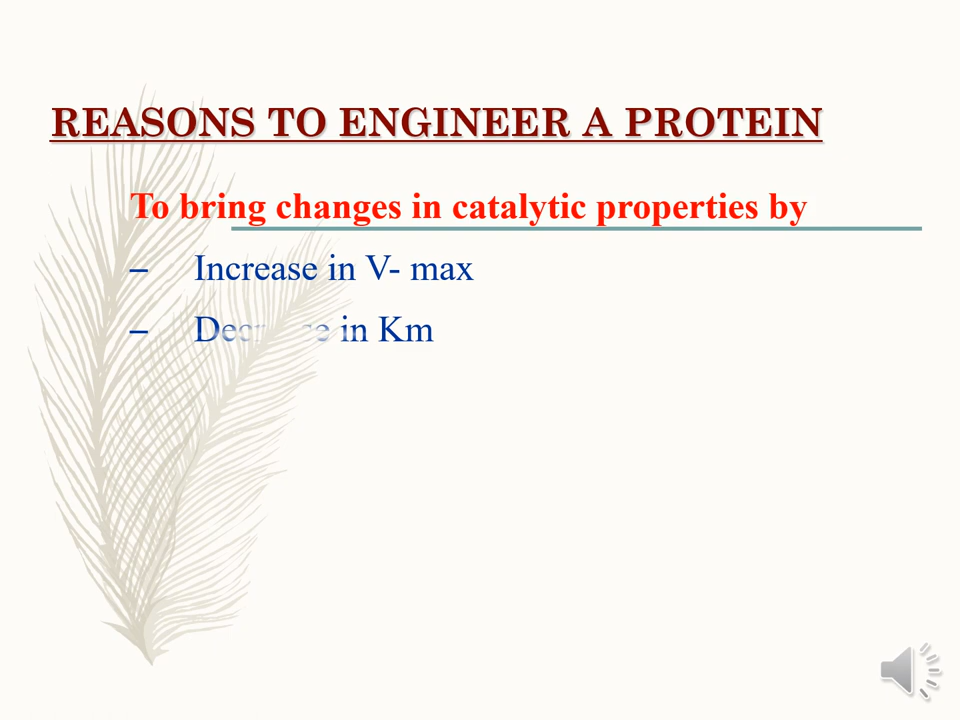 REASONS TO ENGINEER A PROTEIN
To bring changes in catalytic properties by
– Increase in V- max
– Decrease in Km